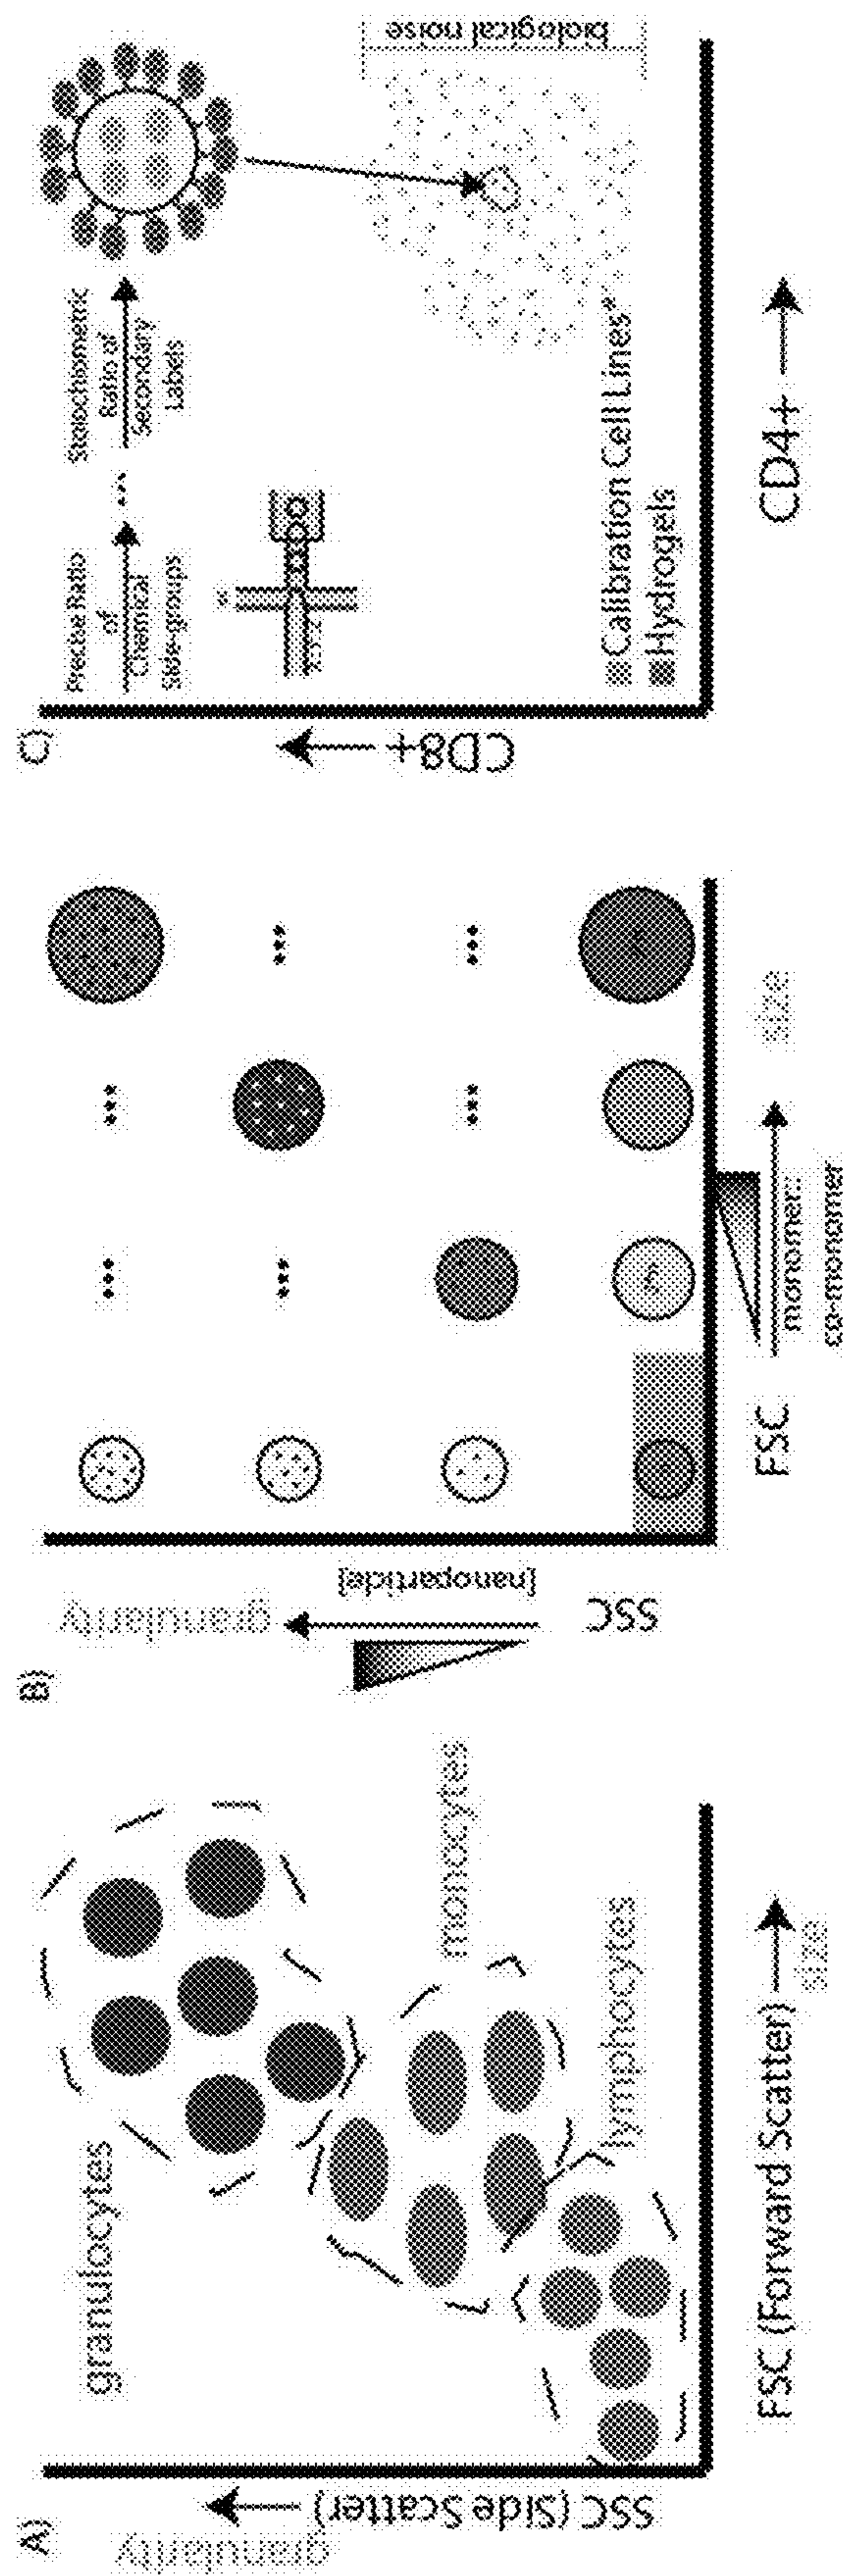 A)
granularity
SSC (Side Scatter)
granulocytes
monocytes
lymphocytes
FSC (Forward Scatter)
size
B)
granularity
[nanoparticle]
SSC
FSC
monomer:
co-monomer
size
C)
CD8+
Precise Ratio
of
Chemical
Side-groups
...
Stoichiometric
Ratio of
Secondary
Labels
biological noise
Calibration Cell Lines*
Hydrogels
CD4+